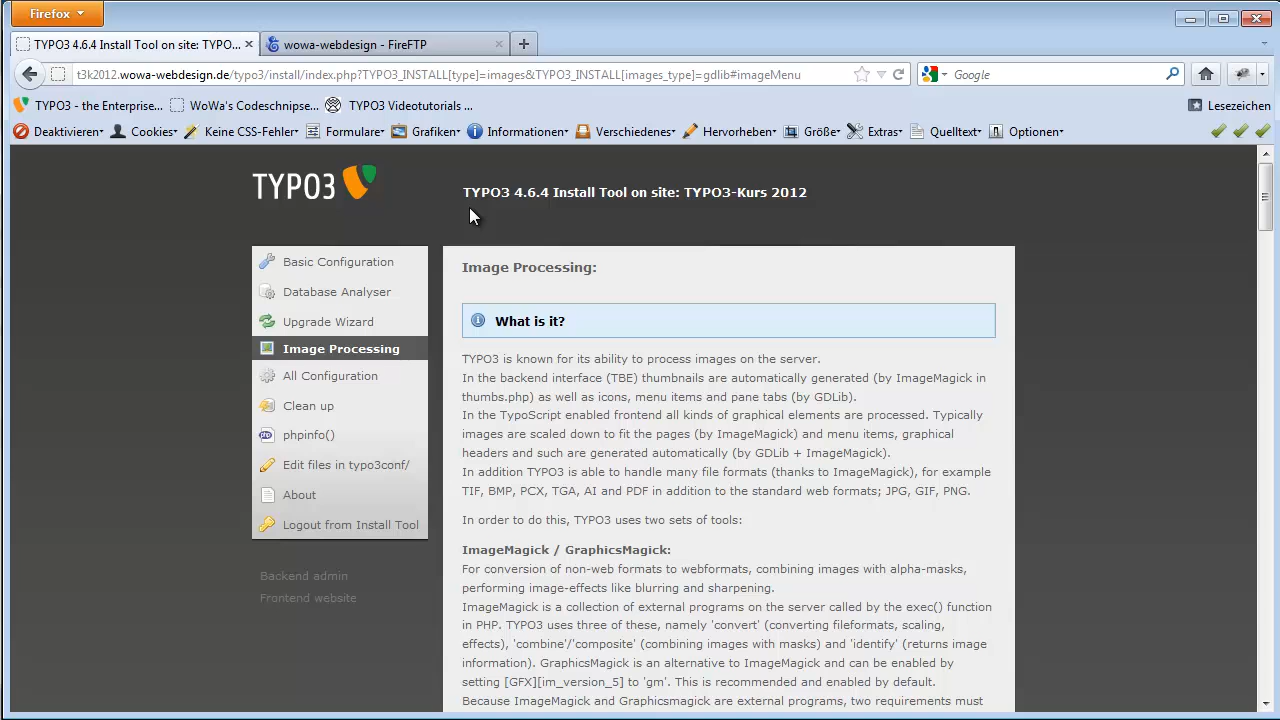 Firefox
TYPO3 4.6.4 Install Tool on site: TYPO...
wowa-webdesign - FireFTP
t3k2012.wowa-webdesign.de/typo3/install/index.php?TYPO3_INSTALL[type]=images&TYPO3_INSTALL[images_type]=gdlib#imageMenu
Google
TYPO3 - the Enterprise...
WoWa's Codeschnipse...
TYPO3 Videotutorials ...
Lesezeichen
Deaktivieren
Cookies
Keine CSS-Fehler
Formulare
Grafiken
Informationen
Verschiedenes
Hervorheben
Größe
Extras
Quelltext
Optionen
TYPO3
TYPO3 4.6.4 Install Tool on site: TYPO3-Kurs 2012
Basic Configuration
Database Analyser
Upgrade Wizard
Image Processing
All Configuration
Clean up
php
phpinfo()
Edit files in typo3conf/
About
Logout from Install Tool
Backend admin
Frontend website
Image Processing:
What is it?
TYPO3 is known for its ability to process images on the server.
In the backend interface (TBE) thumbnails are automatically generated (by ImageMagick in
thumbs.php) as well as icons, menu items and pane tabs (by GDLib).
In the TypoScript enabled frontend all kinds of graphical elements are processed. Typically
images are scaled down to fit the pages (by ImageMagick) and menu items, graphical
headers and such are generated automatically (by GDLib + ImageMagick).
In addition TYPO3 is able to handle many file formats (thanks to ImageMagick), for example
TIF, BMP, PCX, TGA, AI and PDF in addition to the standard web formats; JPG, GIF, PNG.
In order to do this, TYPO3 uses two sets of tools:
ImageMagick / GraphicsMagick:
For conversion of non-web formats to webformats, combining images with alpha-masks,
performing image-effects like blurring and sharpening.
ImageMagick is a collection of external programs on the server called by the exec() function
in PHP. TYPO3 uses three of these, namely 'convert' (converting fileformats, scaling,
effects), 'combine'/'composite' (combining images with masks) and 'identify' (returns image
information). GraphicsMagick is an alternative to ImageMagick and can be enabled by
setting [GFX][im_version_5] to 'gm'. This is recommended and enabled by default.
Because ImageMagick and Graphicsmagick are external programs, two requirements must